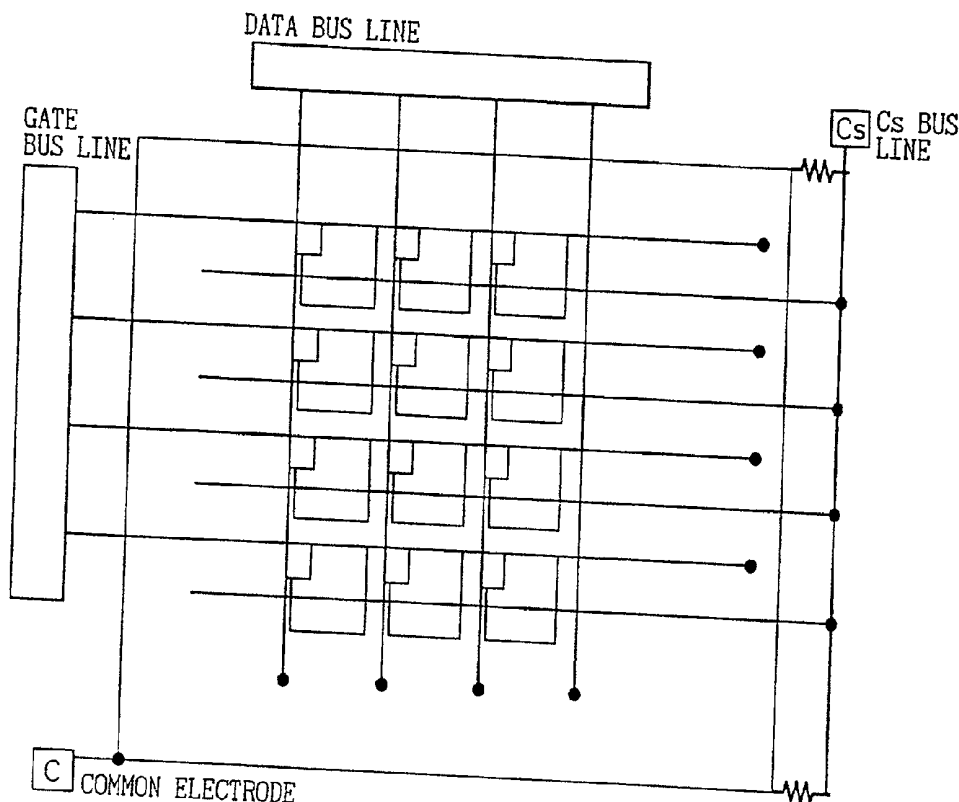 DATA BUS LINE
GATE
BUS LINE
Cs
Cs BUS
LINE
C
COMMON ELECTRODE